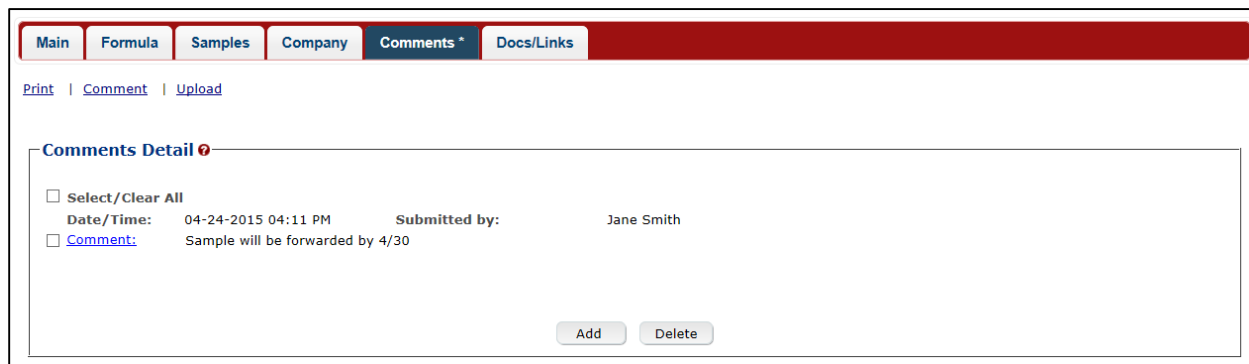 Main Formula Samples Company Comments * Docs/Links
Print | Comment | Upload
Comments Detail ?
Select/Clear All
Date/Time: 04-24-2015 04:11 PM Submitted by: Jane Smith
Comment: Sample will be forwarded by 4/30
Add Delete